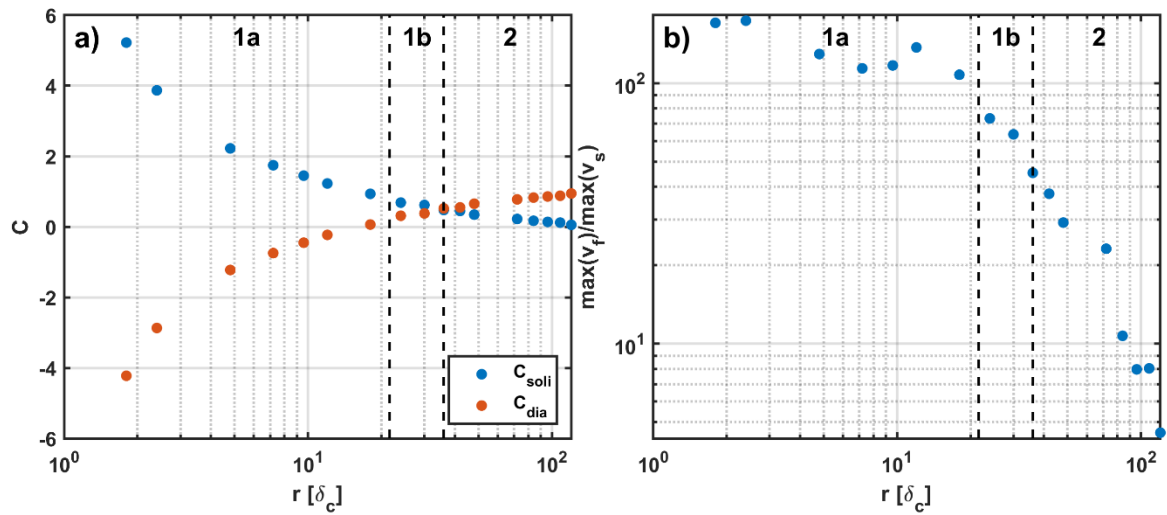 a) 1a 1b 2
6
4
2
0
-2
-4
-6
C
C_soli
C_dia
10^0 10^1 10^2
r [δ_c]
b) 1a 1b 2
10^2
10^1
max(v_f)/max(v_s)
10^0 10^1 10^2
r [δ_c]